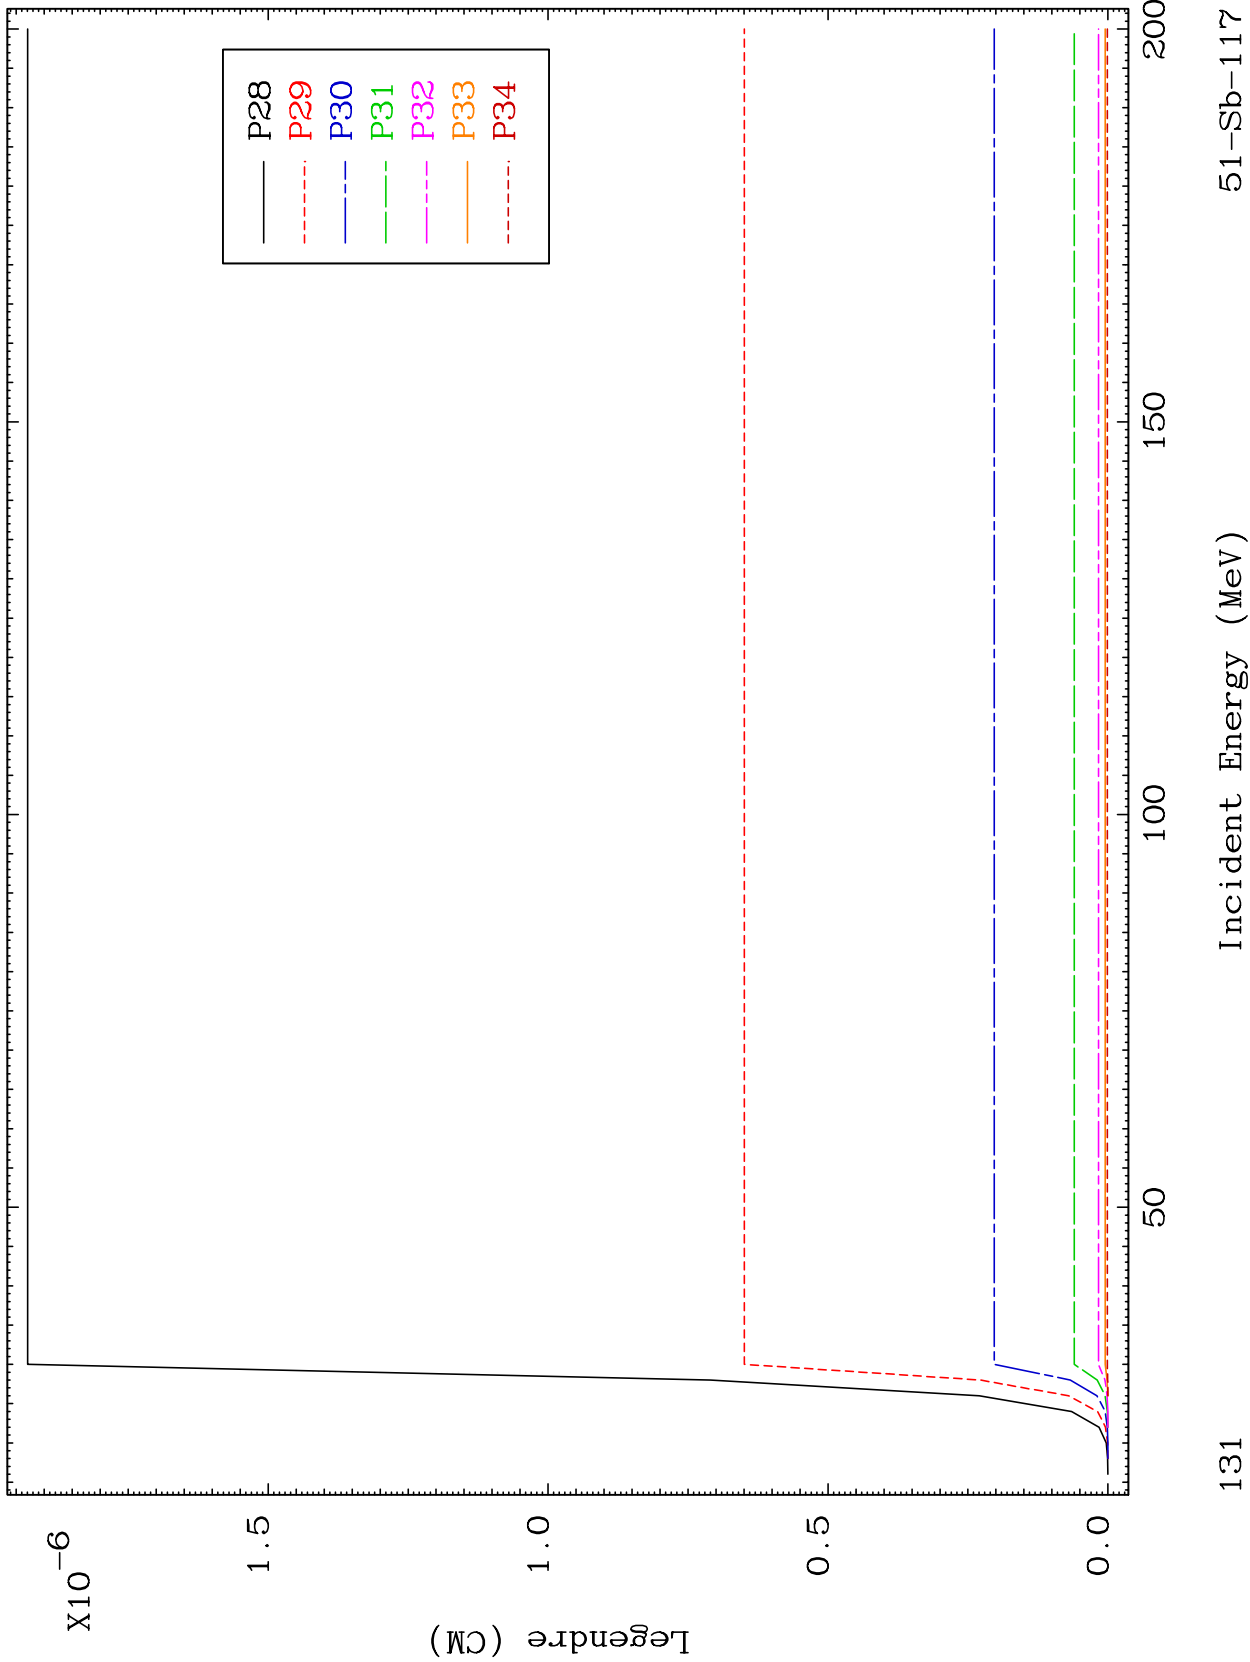 X10^-6
1.5
1.0
0.5
0.0
Legendre (CM)
P28
P29
P30
P31
P32
P33
P34
50
100
150
200
Incident Energy (MeV)
131
51-Sb-117